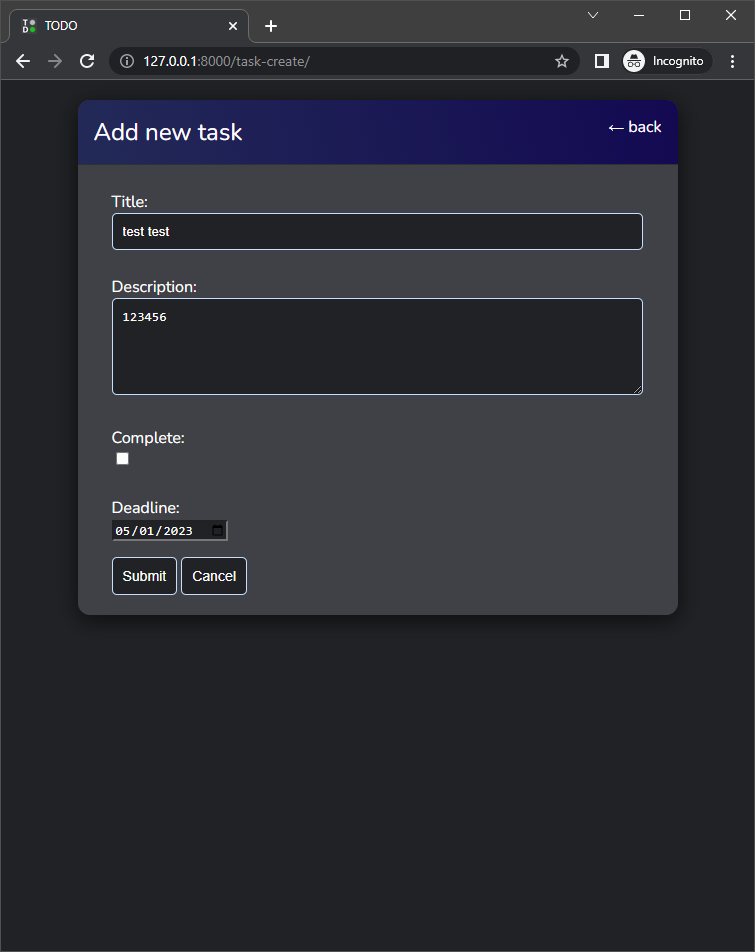 TODO
127.0.0.1:8000/task-create/
Incognito
Add new task
← back
Title:
test test
Description:
123456
Complete:
Deadline:
05/01/2023
Submit Cancel